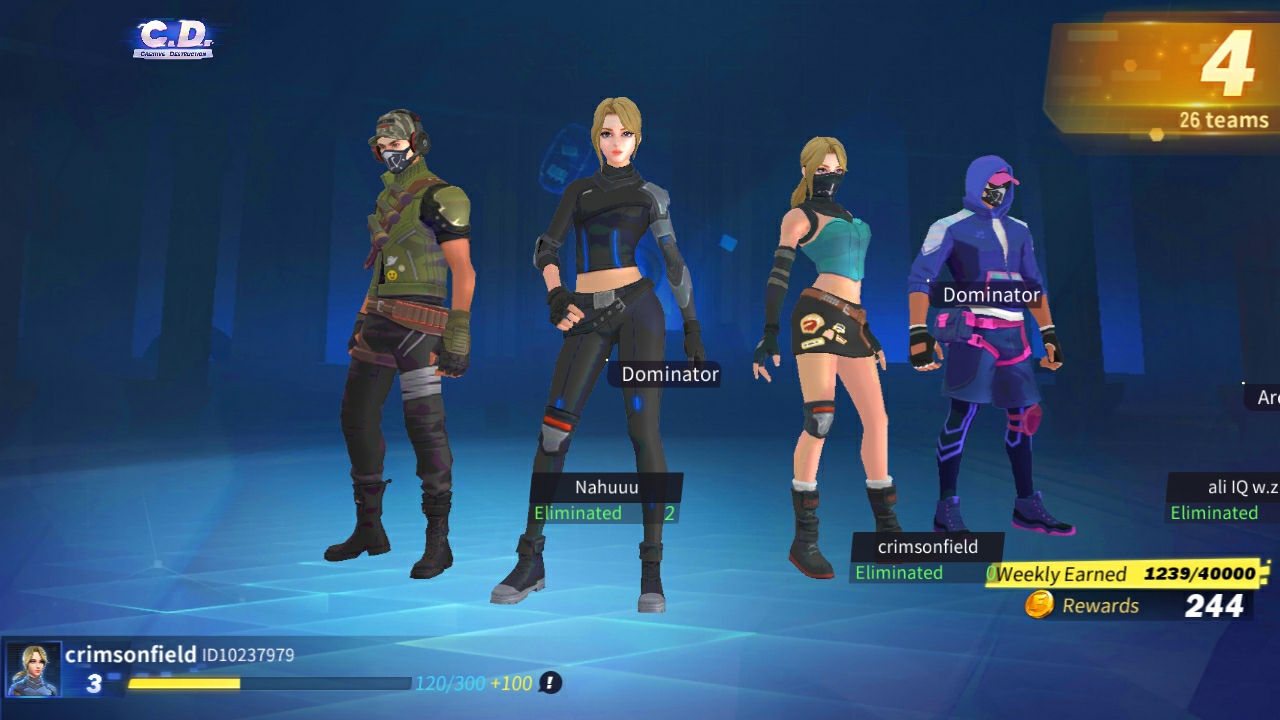 C.D.
CREATIVE DESTRUCTION
4
26 teams
Dominator
Dominator
Nahuuu
Eliminated 2
ali IQ w.z
Eliminated
crimsonfield
Eliminated 0
Weekly Earned 1239/40000
Rewards 244
crimsonfield ID10237979
3
120/300 +100 !